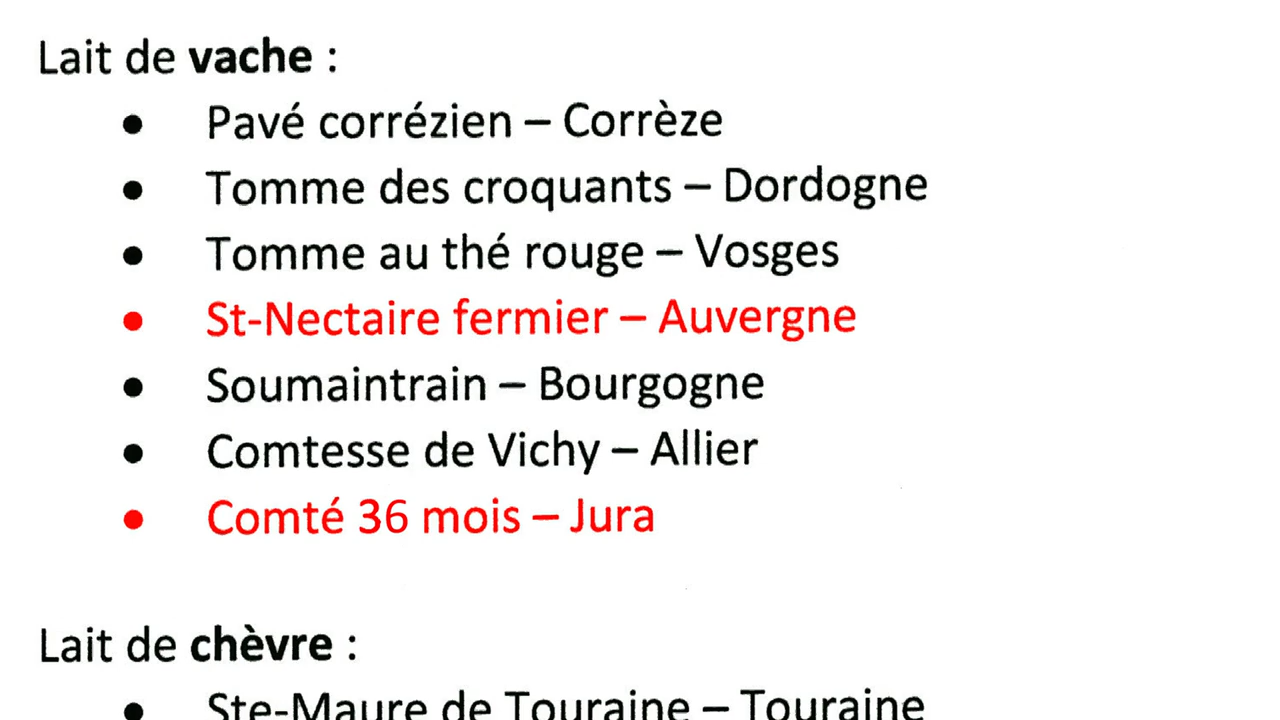 Lait de vache :
• Pavé corrézien – Corrèze
• Tomme des croquants – Dordogne
• Tomme au thé rouge – Vosges
• St-Nectaire fermier – Auvergne
• Soumaintrain – Bourgogne
• Comtesse de Vichy – Allier
• Comté 36 mois – Jura
Lait de chèvre :
• Ste-Maure de Touraine – Touraine